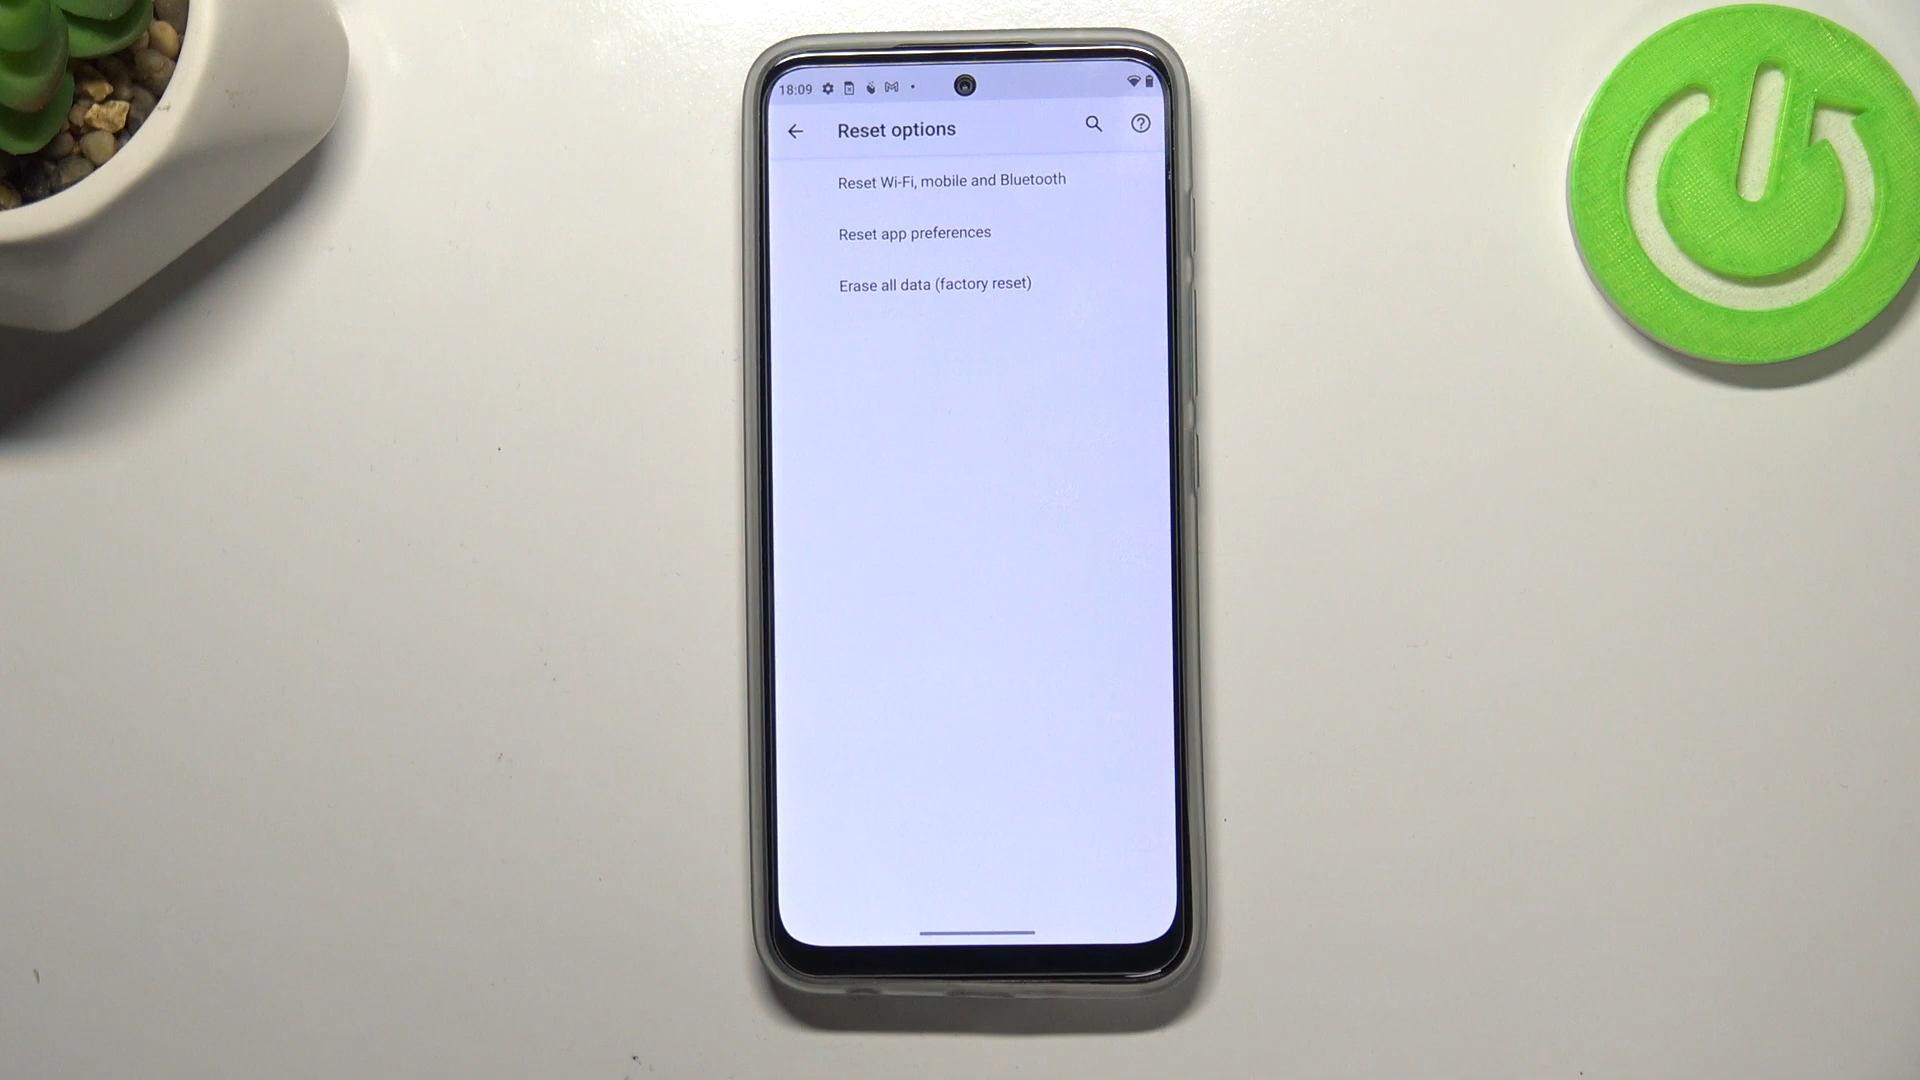 18:09
Reset options
Reset Wi-Fi, mobile and Bluetooth
Reset app preferences
Erase all data (factory reset)